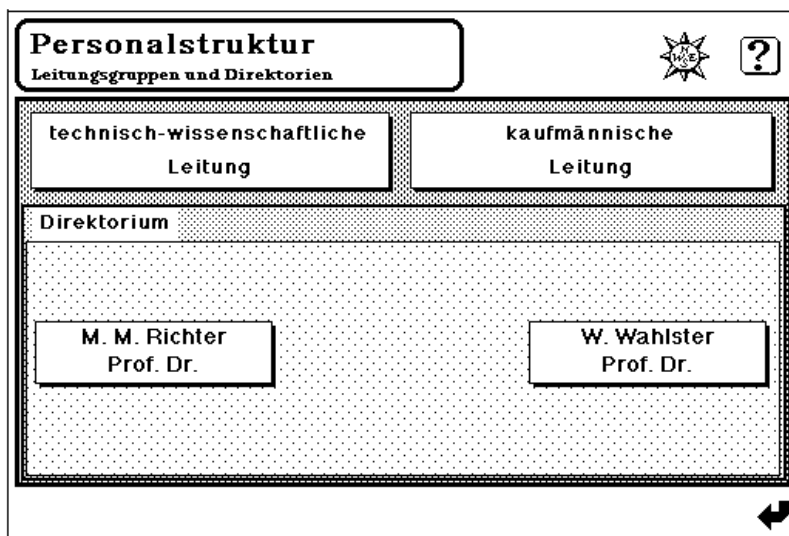 Personalstruktur
Leitungsgruppen und Direktorien
N
W E
S
?
technisch-wissenschaftliche
Leitung
kaufmännische
Leitung
Direktorium
M. M. Richter
Prof. Dr.
W. Wahlster
Prof. Dr.